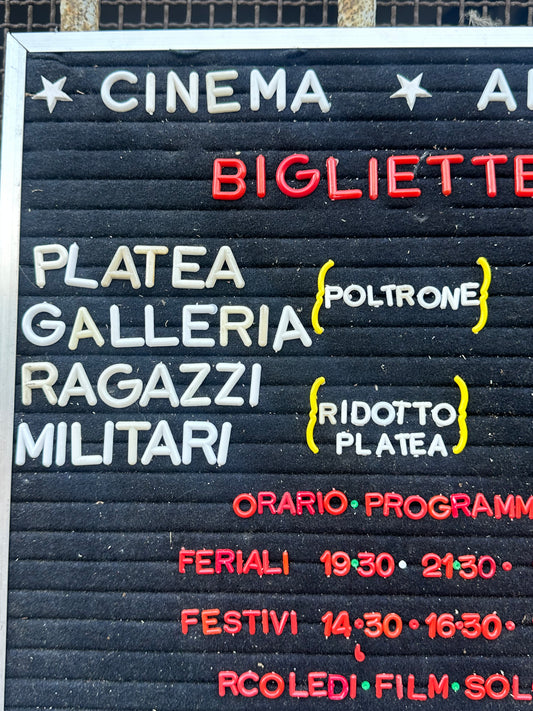 ★ CINEMA ★ A
BIGLIETTE
PLATEA
GALLERIA {POLTRONE}
RAGAZZI
MILITARI {RIDOTTO
PLATEA}
ORARIO•PROGRAMM
FERIALI 19•30• 21•30•
FESTIVI 14•30•16•30•
RCOLEDI•FILM•SOL